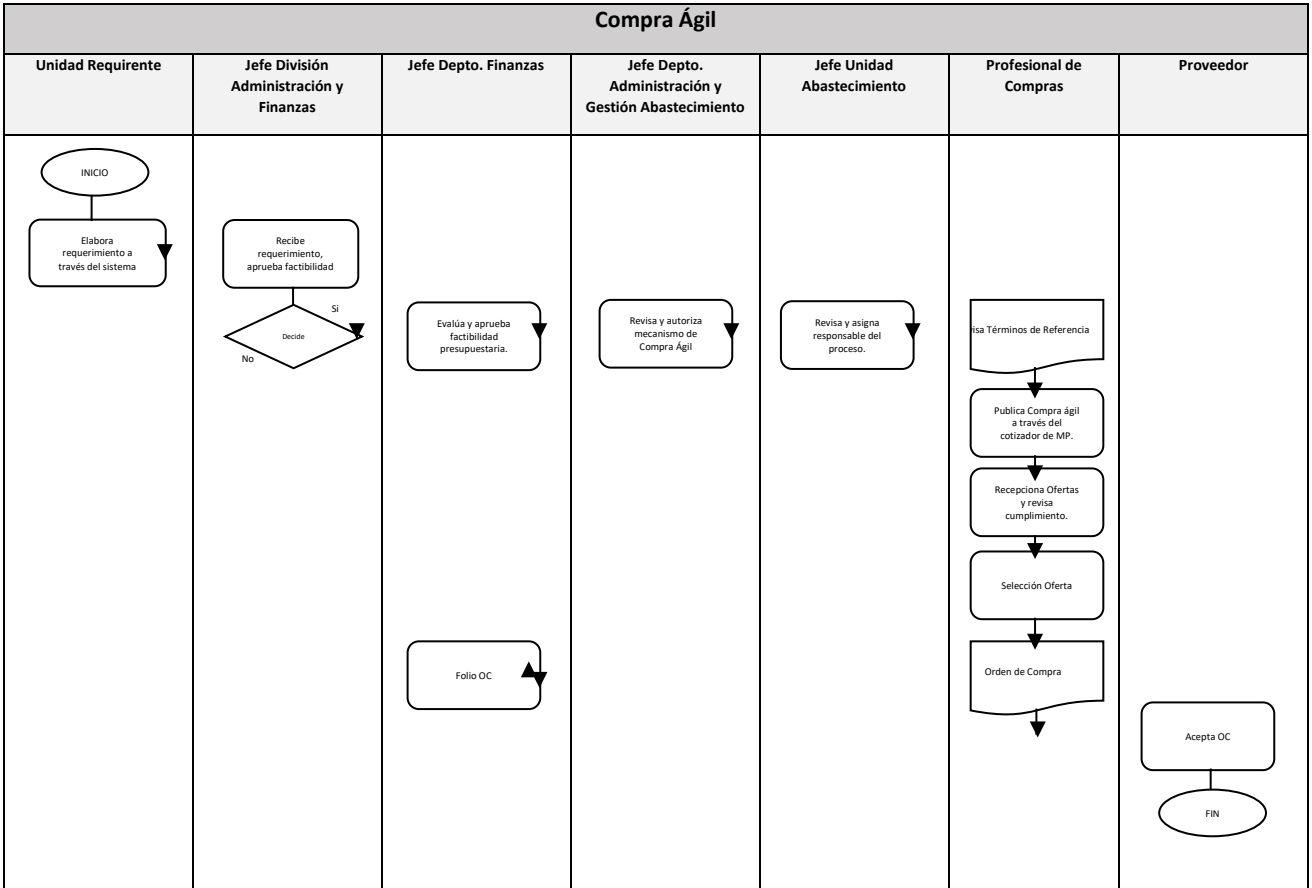 Compra Ágil
Unidad Requirente
Jefe División
Administración y
Finanzas
Jefe Depto. Finanzas
Jefe Depto.
Administración y
Gestión Abastecimiento
Jefe Unidad
Abastecimiento
Profesional de
Compras
Proveedor
INICIO
Elabora
requerimiento a
través del sistema
Recibe
requerimiento,
aprueba factibilidad
Si
Decide
No
Evalúa y aprueba
factibilidad
presupuestaria.
Revisa y autoriza
mecanismo de
Compra Ágil
Revisa y asigna
responsable del
proceso.
isa Términos de Referencia
Publica Compra ágil
a través del
cotizador de MP.
Recepciona Ofertas
y revisa
cumplimiento.
Selección Oferta
Folio OC
Orden de Compra
Acepta OC
FIN